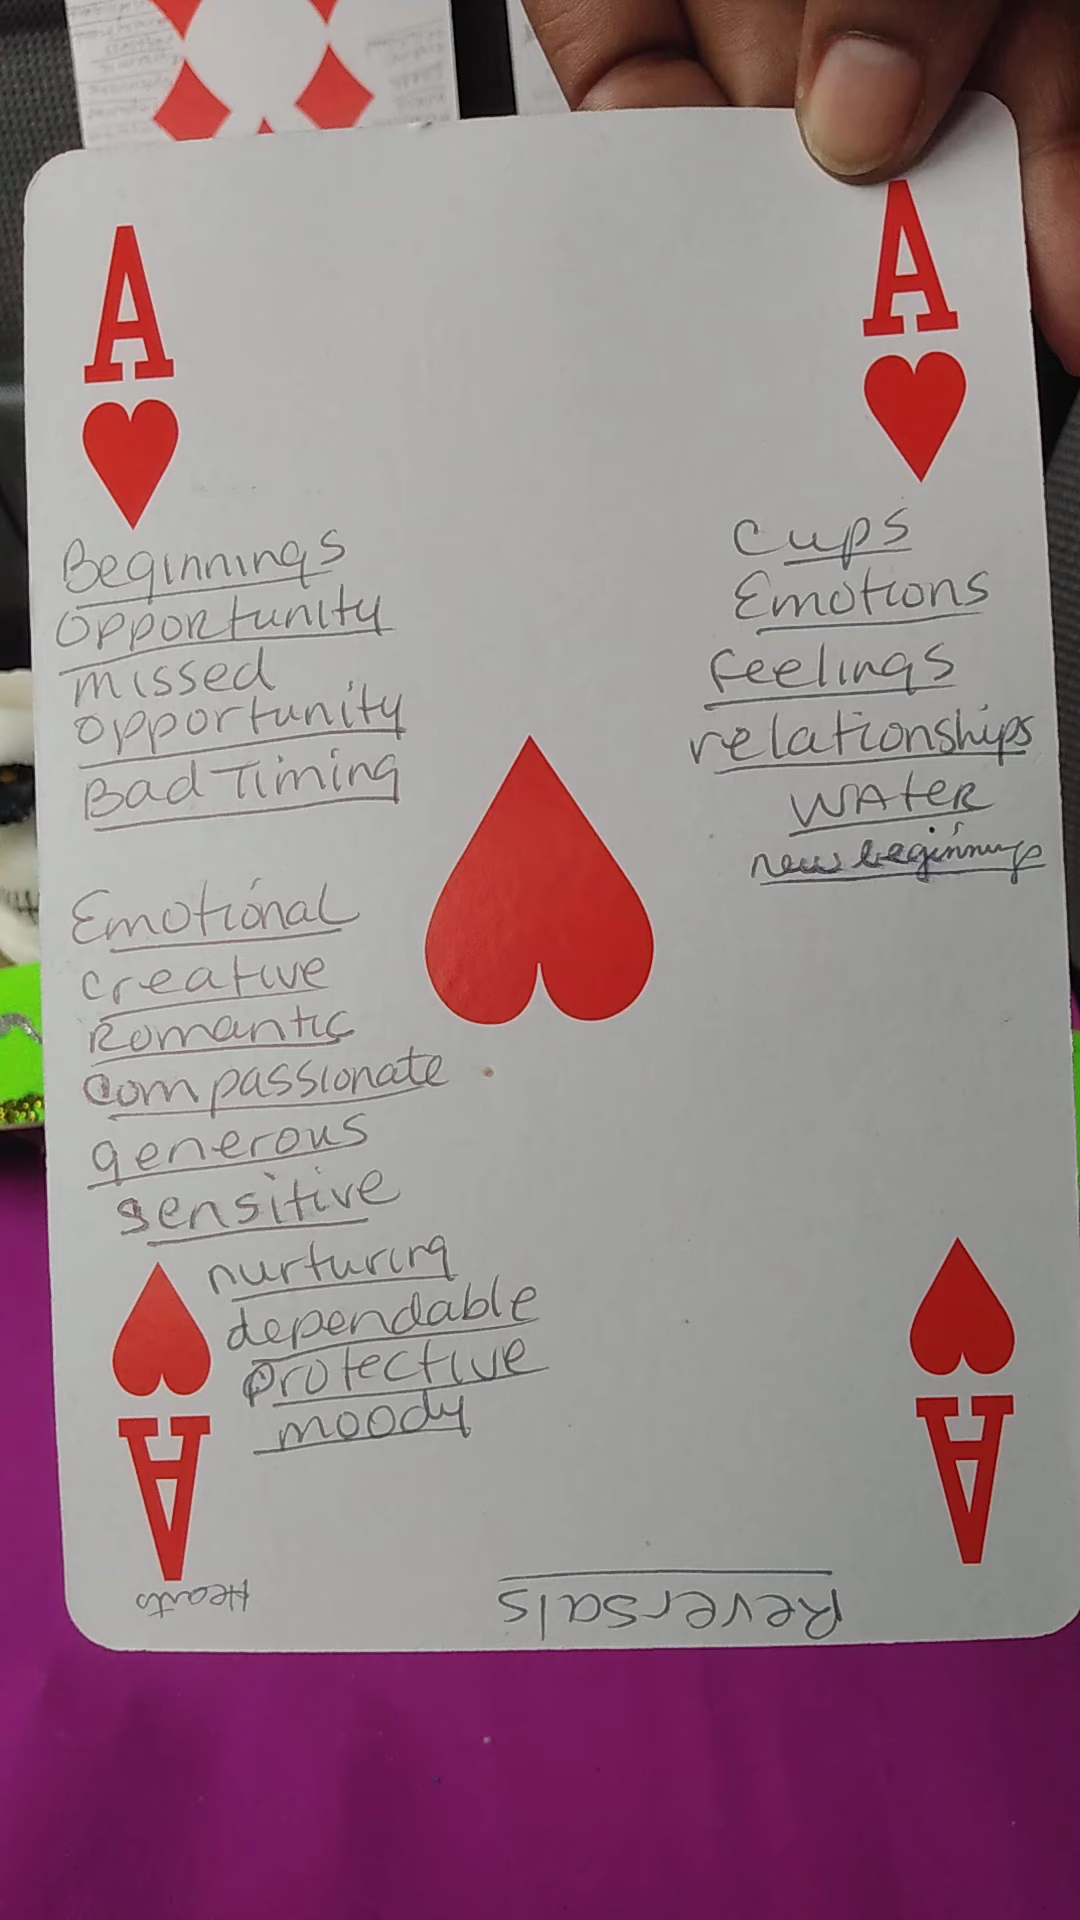 A
A
Beginnings
Opportunity
missed
opportunity
Bad Timing
Cups
Emotions
Feelings
relationships
WAteR
new beginnings
Emotional
creative
Romantic
compassionate
generous
sensitive
nurturing
dependable
protective
moody
A
A
Hearts
Reversals